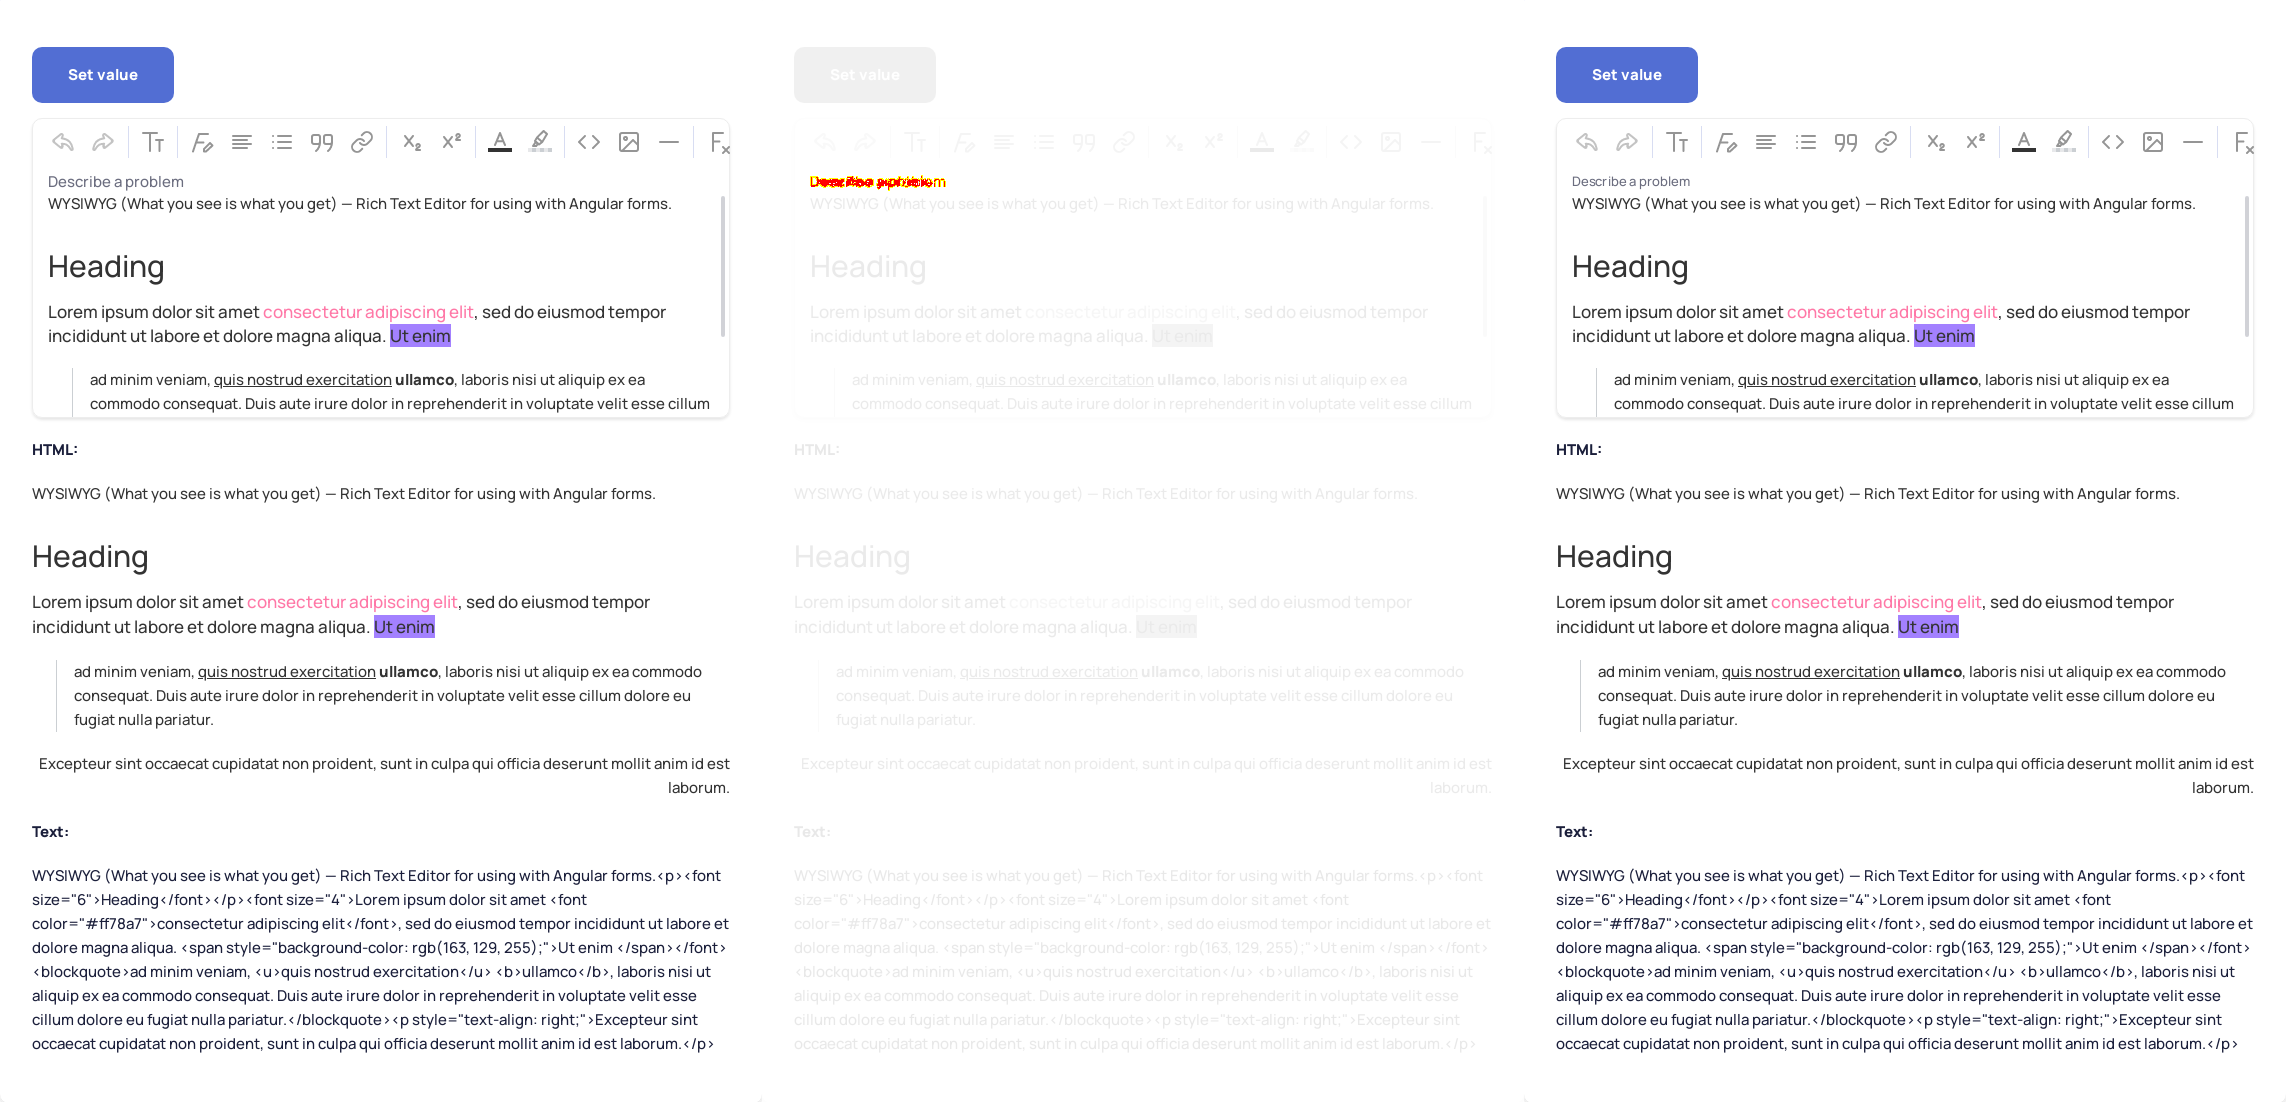 Set value
Describe a problem
WYSIWYG (What you see is what you get) — Rich Text Editor for using with Angular forms.
Heading
Lorem ipsum dolor sit amet consectetur adipiscing elit, sed do eiusmod tempor
incididunt ut labore et dolore magna aliqua. Ut enim
ad minim veniam, quis nostrud exercitation ullamco, laboris nisi ut aliquip ex ea
commodo consequat. Duis aute irure dolor in reprehenderit in voluptate velit esse cillum
HTML:
WYSIWYG (What you see is what you get) — Rich Text Editor for using with Angular forms.
Heading
Lorem ipsum dolor sit amet consectetur adipiscing elit, sed do eiusmod tempor
incididunt ut labore et dolore magna aliqua. Ut enim
ad minim veniam, quis nostrud exercitation ullamco, laboris nisi ut aliquip ex ea commodo
consequat. Duis aute irure dolor in reprehenderit in voluptate velit esse cillum dolore eu
fugiat nulla pariatur.
Excepteur sint occaecat cupidatat non proident, sunt in culpa qui officia deserunt mollit anim id est
laborum.
Text:
WYSIWYG (What you see is what you get) — Rich Text Editor for using with Angular forms.<p><font
size="6">Heading</font></p><font size="4">Lorem ipsum dolor sit amet <font
color="#ff78a7">consectetur adipiscing elit</font>, sed do eiusmod tempor incididunt ut labore et
dolore magna aliqua. <span style="background-color: rgb(163, 129, 255);">Ut enim </span></font>
<blockquote>ad minim veniam, <u>quis nostrud exercitation</u> <b>ullamco</b>, laboris nisi ut
aliquip ex ea commodo consequat. Duis aute irure dolor in reprehenderit in voluptate velit esse
cillum dolore eu fugiat nulla pariatur.</blockquote><p style="text-align: right;">Excepteur sint
occaecat cupidatat non proident, sunt in culpa qui officia deserunt mollit anim id est laborum.</p>
Set value
WYSIWYG (What you see is what you get) — Rich Text Editor for using with Angular forms.
Heading
Lorem ipsum dolor sit amet consectetur adipiscing elit, sed do eiusmod tempor
incididunt ut labore et dolore magna aliqua. Ut enim
ad minim veniam, quis nostrud exercitation ullamco, laboris nisi ut aliquip ex ea
commodo consequat. Duis aute irure dolor in reprehenderit in voluptate velit esse cillum
HTML:
WYSIWYG (What you see is what you get) — Rich Text Editor for using with Angular forms.
Heading
Lorem ipsum dolor sit amet consectetur adipiscing elit, sed do eiusmod tempor
incididunt ut labore et dolore magna aliqua. Ut enim
ad minim veniam, quis nostrud exercitation ullamco, laboris nisi ut aliquip ex ea commodo
consequat. Duis aute irure dolor in reprehenderit in voluptate velit esse cillum dolore eu
fugiat nulla pariatur.
Excepteur sint occaecat cupidatat non proident, sunt in culpa qui officia deserunt mollit anim id est
laborum.
Text:
WYSIWYG (What you see is what you get) — Rich Text Editor for using with Angular forms.<p><font
size="6">Heading</font></p><font size="4">Lorem ipsum dolor sit amet <font
color="#ff78a7">consectetur adipiscing elit</font>, sed do eiusmod tempor incididunt ut labore et
dolore magna aliqua. <span style="background-color: rgb(163, 129, 255);">Ut enim </span></font>
<blockquote>ad minim veniam, <u>quis nostrud exercitation</u> <b>ullamco</b>, laboris nisi ut
aliquip ex ea commodo consequat. Duis aute irure dolor in reprehenderit in voluptate velit esse
cillum dolore eu fugiat nulla pariatur.</blockquote><p style="text-align: right;">Excepteur sint
occaecat cupidatat non proident, sunt in culpa qui officia deserunt mollit anim id est laborum.</p>
Set value
Describe a problem
WYSIWYG (What you see is what you get) — Rich Text Editor for using with Angular forms.
Heading
Lorem ipsum dolor sit amet consectetur adipiscing elit, sed do eiusmod tempor
incididunt ut labore et dolore magna aliqua. Ut enim
ad minim veniam, quis nostrud exercitation ullamco, laboris nisi ut aliquip ex ea
commodo consequat. Duis aute irure dolor in reprehenderit in voluptate velit esse cillum
HTML:
WYSIWYG (What you see is what you get) — Rich Text Editor for using with Angular forms.
Heading
Lorem ipsum dolor sit amet consectetur adipiscing elit, sed do eiusmod tempor
incididunt ut labore et dolore magna aliqua. Ut enim
ad minim veniam, quis nostrud exercitation ullamco, laboris nisi ut aliquip ex ea commodo
consequat. Duis aute irure dolor in reprehenderit in voluptate velit esse cillum dolore eu
fugiat nulla pariatur.
Excepteur sint occaecat cupidatat non proident, sunt in culpa qui officia deserunt mollit anim id est
laborum.
Text:
WYSIWYG (What you see is what you get) — Rich Text Editor for using with Angular forms.<p><font
size="6">Heading</font></p><font size="4">Lorem ipsum dolor sit amet <font
color="#ff78a7">consectetur adipiscing elit</font>, sed do eiusmod tempor incididunt ut labore et
dolore magna aliqua. <span style="background-color: rgb(163, 129, 255);">Ut enim </span></font>
<blockquote>ad minim veniam, <u>quis nostrud exercitation</u> <b>ullamco</b>, laboris nisi ut
aliquip ex ea commodo consequat. Duis aute irure dolor in reprehenderit in voluptate velit esse
cillum dolore eu fugiat nulla pariatur.</blockquote><p style="text-align: right;">Excepteur sint
occaecat cupidatat non proident, sunt in culpa qui officia deserunt mollit anim id est laborum.</p>